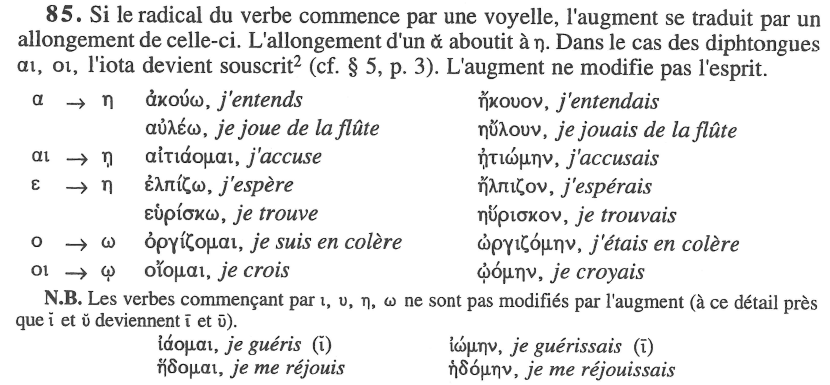 85. Si le radical du verbe commence par une voyelle, l'augment se traduit par un
allongement de celle-ci. L'allongement d'un ᾰ aboutit à η. Dans le cas des diphtongues
αι, οι, l'iota devient souscrit² (cf. § 5, p. 3). L'augment ne modifie pas l'esprit.
α → η ἀκούω, j'entends ἤκουον, j'entendais
αὐλέω, je joue de la flûte ηὔλουν, je jouais de la flûte
αι → ῃ αἰτιάομαι, j'accuse ᾐτιώμην, j'accusais
ε → η ἐλπίζω, j'espère ἤλπιζον, j'espérais
εὑρίσκω, je trouve ηὕρισκον, je trouvais
ο → ω ὀργίζομαι, je suis en colère ὠργιζόμην, j'étais en colère
οι → ῳ οἴομαι, je crois ᾠόμην, je croyais
N.B. Les verbes commençant par ι, υ, η, ω ne sont pas modifiés par l'augment (à ce détail près
que ῐ et ῠ deviennent ῑ et ῡ).
ἰάομαι, je guéris (ῐ) ἰώμην, je guérissais (ῑ)
ἥδομαι, je me réjouis ἡδόμην, je me réjouissais